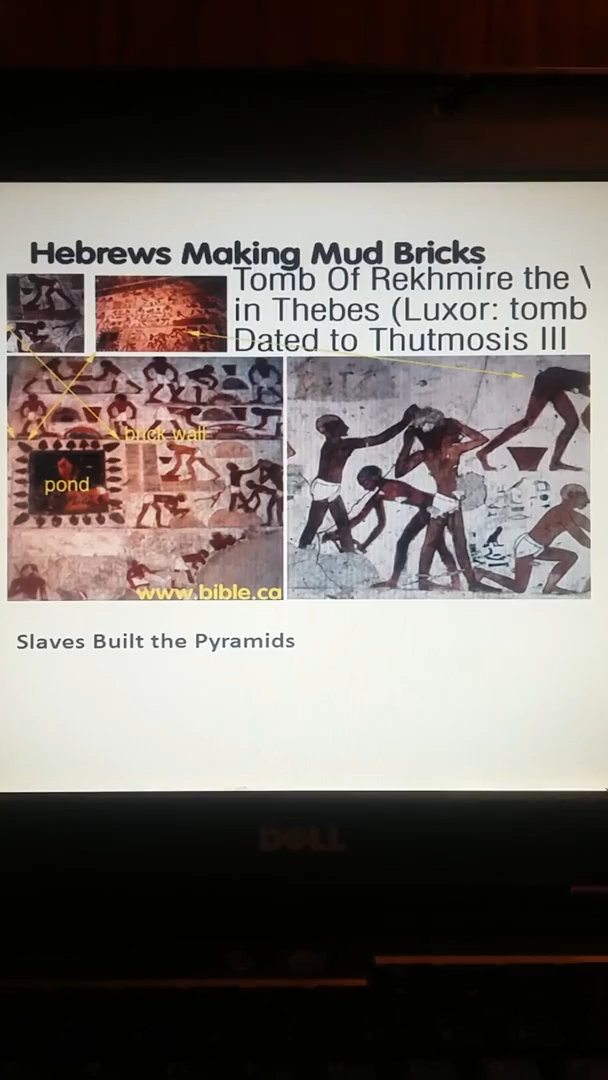 Hebrews Making Mud Bricks
Tomb Of Rekhmire the
in Thebes (Luxor: tomb
Dated to Thutmosis III
brick wall
pond
www.bible.ca
Slaves Built the Pyramids
DELL